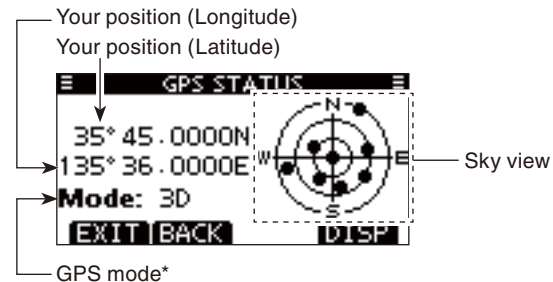 Your position (Longitude)
Your position (Latitude)
GPS STATUS
35° 45.0000N
135° 36.0000E
Mode: 3D
N
W
E
S
EXIT BACK DISP
Sky view
GPS mode*